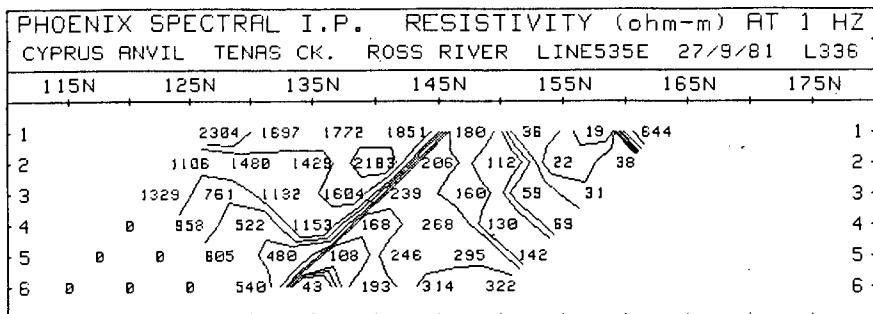 PHOENIX SPECTRAL I.P. RESISTIVITY (ohm-m) AT 1 HZ
CYPRUS ANVIL TENAS CK. ROSS RIVER LINE535E 27/9/81 L336
115N 125N 135N 145N 155N 165N 175N
1 2304 1697 1772 1851 180 36 19 644 1
2 1106 1480 1429 2183 206 112 22 38 2
3 1329 761 1132 1604 239 160 59 31 3
4 0 958 522 1153 168 268 130 69 4
5 0 0 605 480 108 246 295 142 5
6 0 0 0 540 43 193 314 322 6